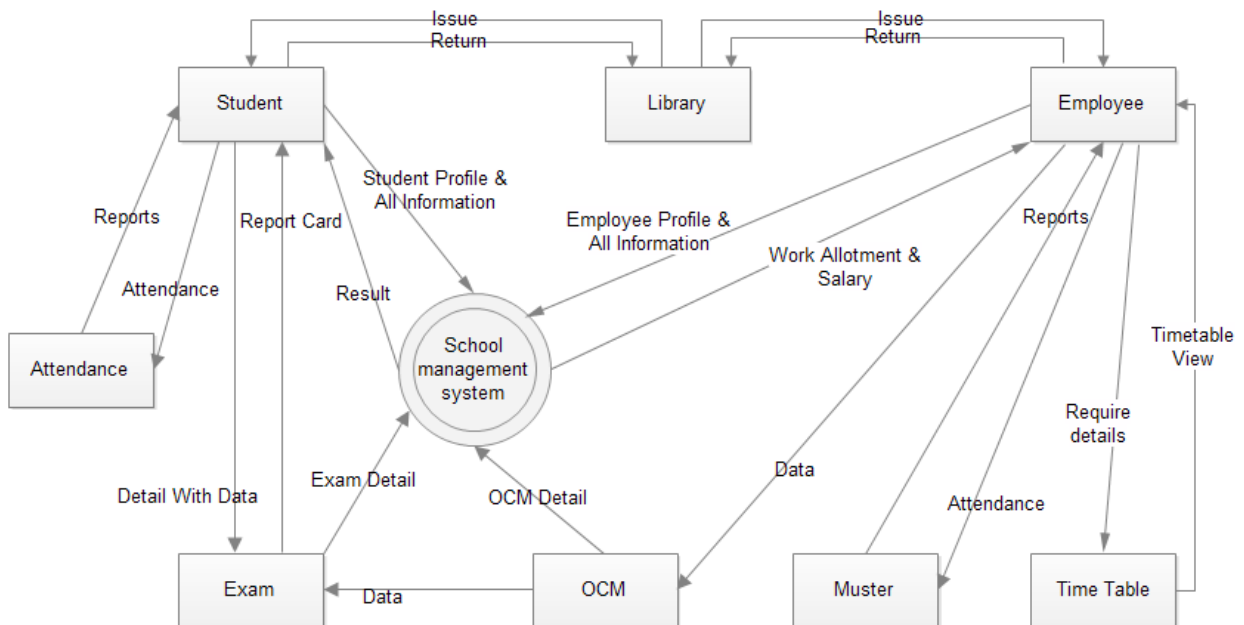 Issue
Return
Issue
Return
Student
Library
Employee
Student Profile &
All Information
Reports
Report Card
Employee Profile &
All Information
Reports
Work Allotment &
Salary
Attendance
Result
Timetable
View
School
management
system
Attendance
Require
details
Data
Exam Detail
Detail With Data
OCM Detail
Attendance
Exam
Data
OCM
Muster
Time Table